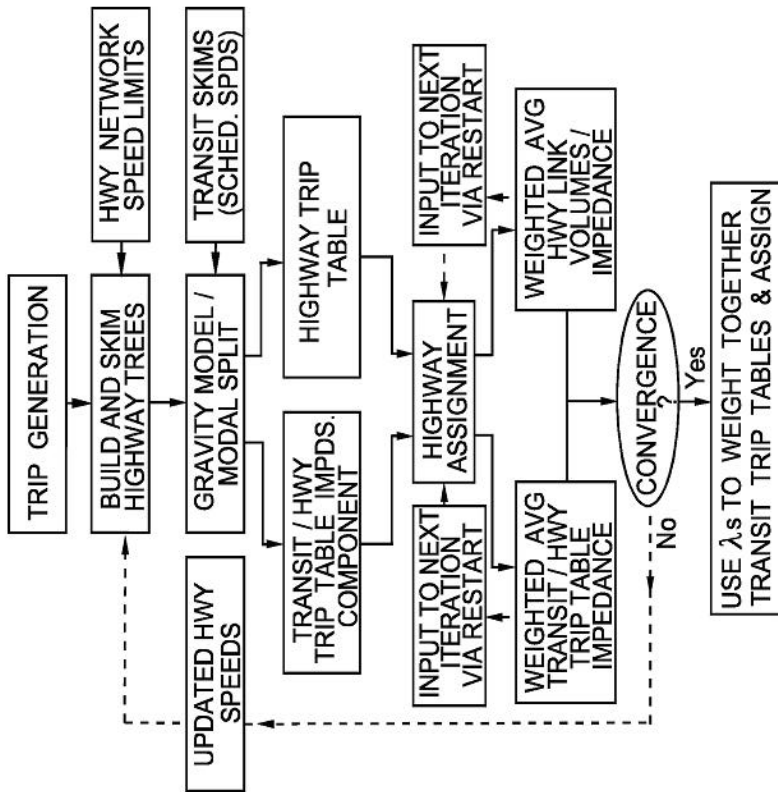 TRIP GENERATION
HWY NETWORK
SPEED LIMITS
BUILD AND SKIM
HIGHWAY TREES
UPDATED HWY
SPEEDS
GRAVITY MODEL /
MODAL SPLIT
TRANSIT SKIMS
(SCHED. SPDS)
TRANSIT / HWY
TRIP TABLE IMPDS.
COMPONENT
HIGHWAY TRIP
TABLE
INPUT TO NEXT
ITERATION
VIA RESTART
HIGHWAY
ASSIGNMENT
INPUT TO NEXT
ITERATION
VIA RESTART
WEIGHTED AVG
TRANSIT / HWY
TRIP TABLE
IMPEDANCE
WEIGHTED AVG
HWY LINK
VOLUMES /
IMPEDANCE
CONVERGENCE
?
No
Yes
USE λs TO WEIGHT TOGETHER
TRANSIT TRIP TABLES & ASSIGN